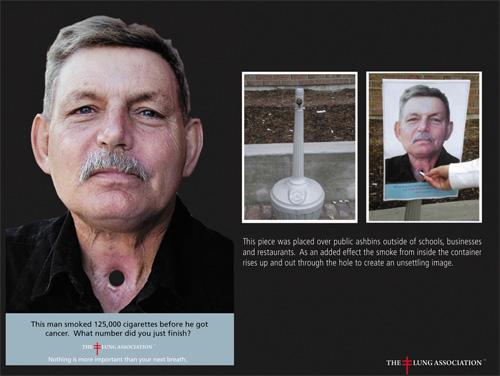 This man smoked 125,000 cigarettes before he got
cancer. What number did you just finish?
THE LUNG ASSOCIATION™
Nothing is more important than your next breath.
This piece was placed over public ashbins outside of schools, businesses
and restaurants. As an added effect the smoke from inside the container
rises up and out through the hole to create an unsettling image.
THE LUNG ASSOCIATION™